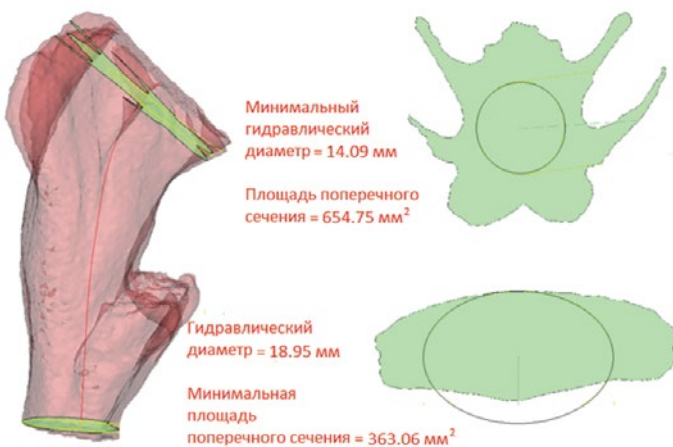 Минимальный
гидравлический
диаметр = 14.09 мм
Площадь поперечного
сечения = 654.75 мм²
Гидравлический
диаметр = 18.95 мм
Минимальная
площадь
поперечного сечения = 363.06 мм²